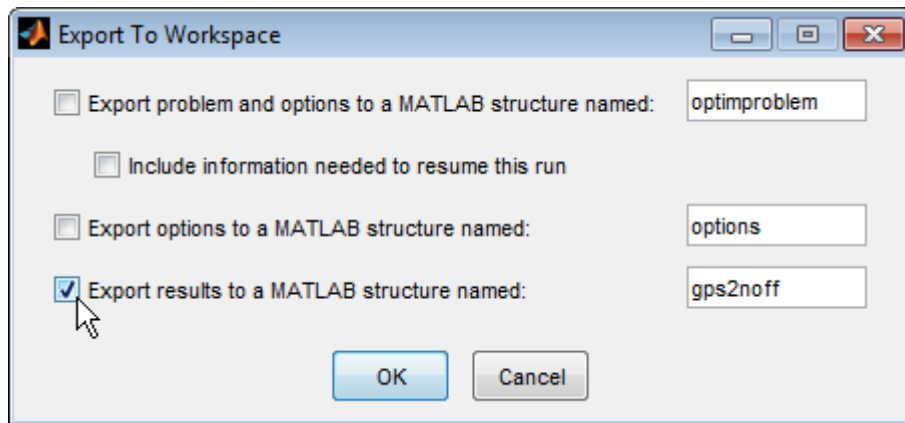 Export To Workspace
Export problem and options to a MATLAB structure named: optimproblem
Include information needed to resume this run
Export options to a MATLAB structure named: options
Export results to a MATLAB structure named: gps2noff
OK Cancel